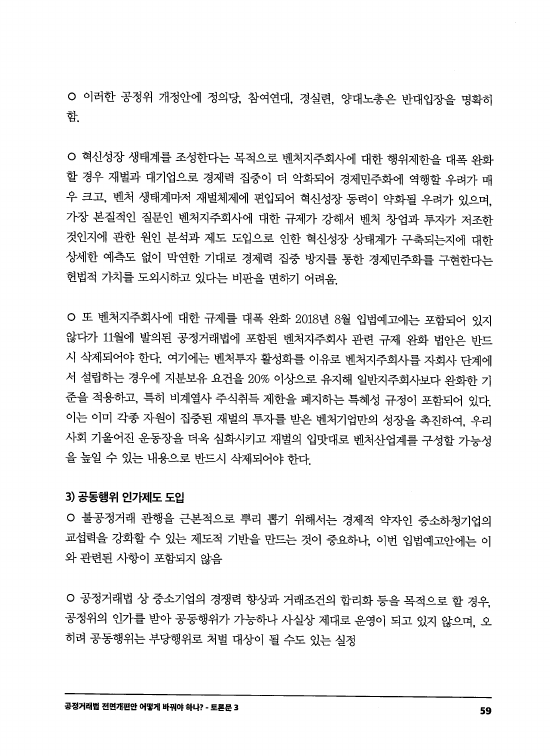 ○ 이러한 공정위 개정안에 정의당, 참여연대, 경실련, 양대노총은 반대입장을 명확히
함.
○ 혁신성장 생태계를 조성한다는 목적으로 벤처지주회사에 대한 행위제한을 대폭 완화
할 경우 재벌과 대기업으로 경제력 집중이 더 악화되어 경제민주화에 역행할 우려가 매
우 크고, 벤처 생태계마저 재벌체제에 편입되어 혁신성장 동력이 약화될 우려가 있으며,
가장 본질적인 질문인 벤처지주회사에 대한 규제가 강해서 벤처 창업과 투자가 저조한
것인지에 관한 원인 분석과 제도 도입으로 인한 혁신성장 상태계가 구축되는지에 대한
상세한 예측도 없이 막연한 기대로 경제력 집중 방지를 통한 경제민주화를 구현한다는
헌법적 가치를 도외시하고 있다는 비판을 면하기 어려움.
○ 또 벤처지주회사에 대한 규제를 대폭 완화 2018년 8월 입법예고에는 포함되어 있지
않다가 11월에 발의된 공정거래법에 포함된 벤처지주회사 관련 규제 완화 법안은 반드
시 삭제되어야 한다. 여기에는 벤처투자 활성화를 이유로 벤처지주회사를 자회사 단계에
서 설립하는 경우에 지분보유 요건을 20% 이상으로 유지해 일반지주회사보다 완화한 기
준을 적용하고, 특히 비계열사 주식취득 제한을 폐지하는 특혜성 규정이 포함되어 있다.
이는 이미 각종 자원이 집중된 재벌의 투자를 받은 벤처기업만의 성장을 촉진하여, 우리
사회 기울어진 운동장을 더욱 심화시키고 재벌의 입맛대로 벤처산업계를 구성할 가능성
을 높일 수 있는 내용으로 반드시 삭제되어야 한다.
3) 공동행위 인가제도 도입
○ 불공정거래 관행을 근본적으로 뿌리 뽑기 위해서는 경제적 약자인 중소하청기업의
교섭력을 강화할 수 있는 제도적 기반을 만드는 것이 중요하나, 이번 입법예고안에는 이
와 관련된 사항이 포함되지 않음
○ 공정거래법 상 중소기업의 경쟁력 향상과 거래조건의 합리화 등을 목적으로 할 경우,
공정위의 인가를 받아 공동행위가 가능하나 사실상 제대로 운영이 되고 있지 않으며, 오
히려 공동행위는 부당행위로 처벌 대상이 될 수도 있는 실정
공정거래법 전면개편안 어떻게 바꿔야 하나? - 토론문 3
59